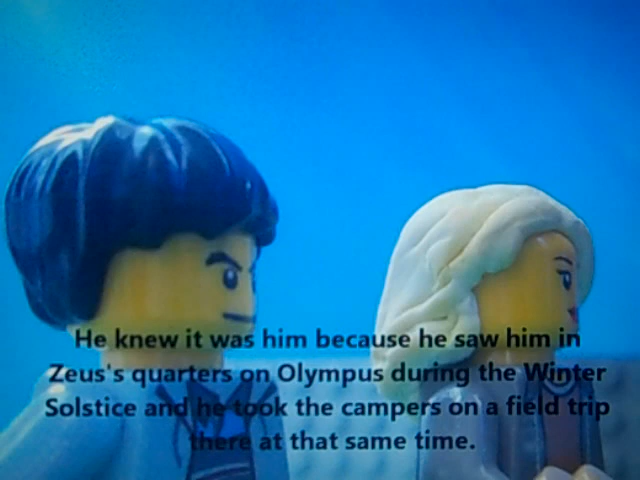 He knew it was him because he saw him in
Zeus's quarters on Olympus during the Winter
Solstice and he took the campers on a field trip
there at that same time.